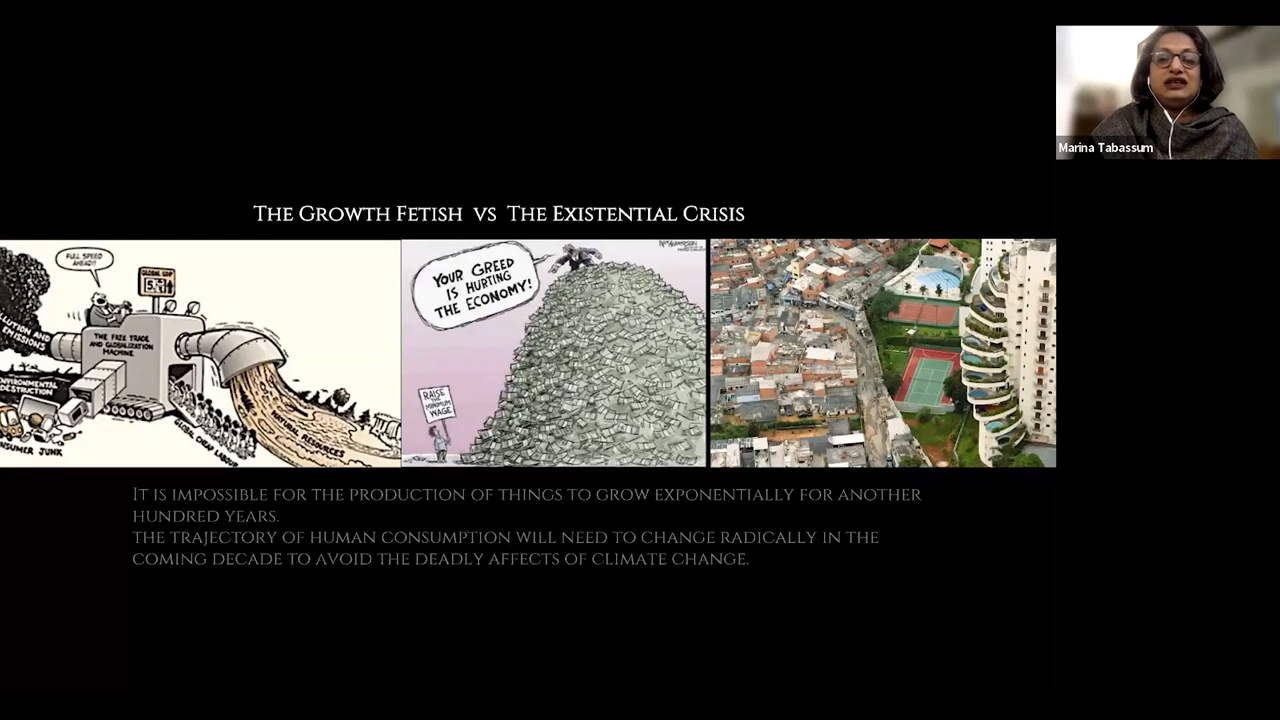 Marina Tabassum
The Growth Fetish vs The Existential Crisis
FULL SPEED
AHEAD!!
GLOBAL GDP
THE FREE TRADE
AND GLOBALIZATION
MACHINE
EMISSIONS
DESTRUCTION
GLOBAL CHEAP LABOUR
NATURAL RESOURCES
YOUR GREED
IS HURTING
THE ECONOMY!
RAISE
MINIMUM
WAGE
It is impossible for the production of things to grow exponentially for another
hundred years.
The trajectory of human consumption will need to change radically in the
coming decade to avoid the deadly affects of climate change.